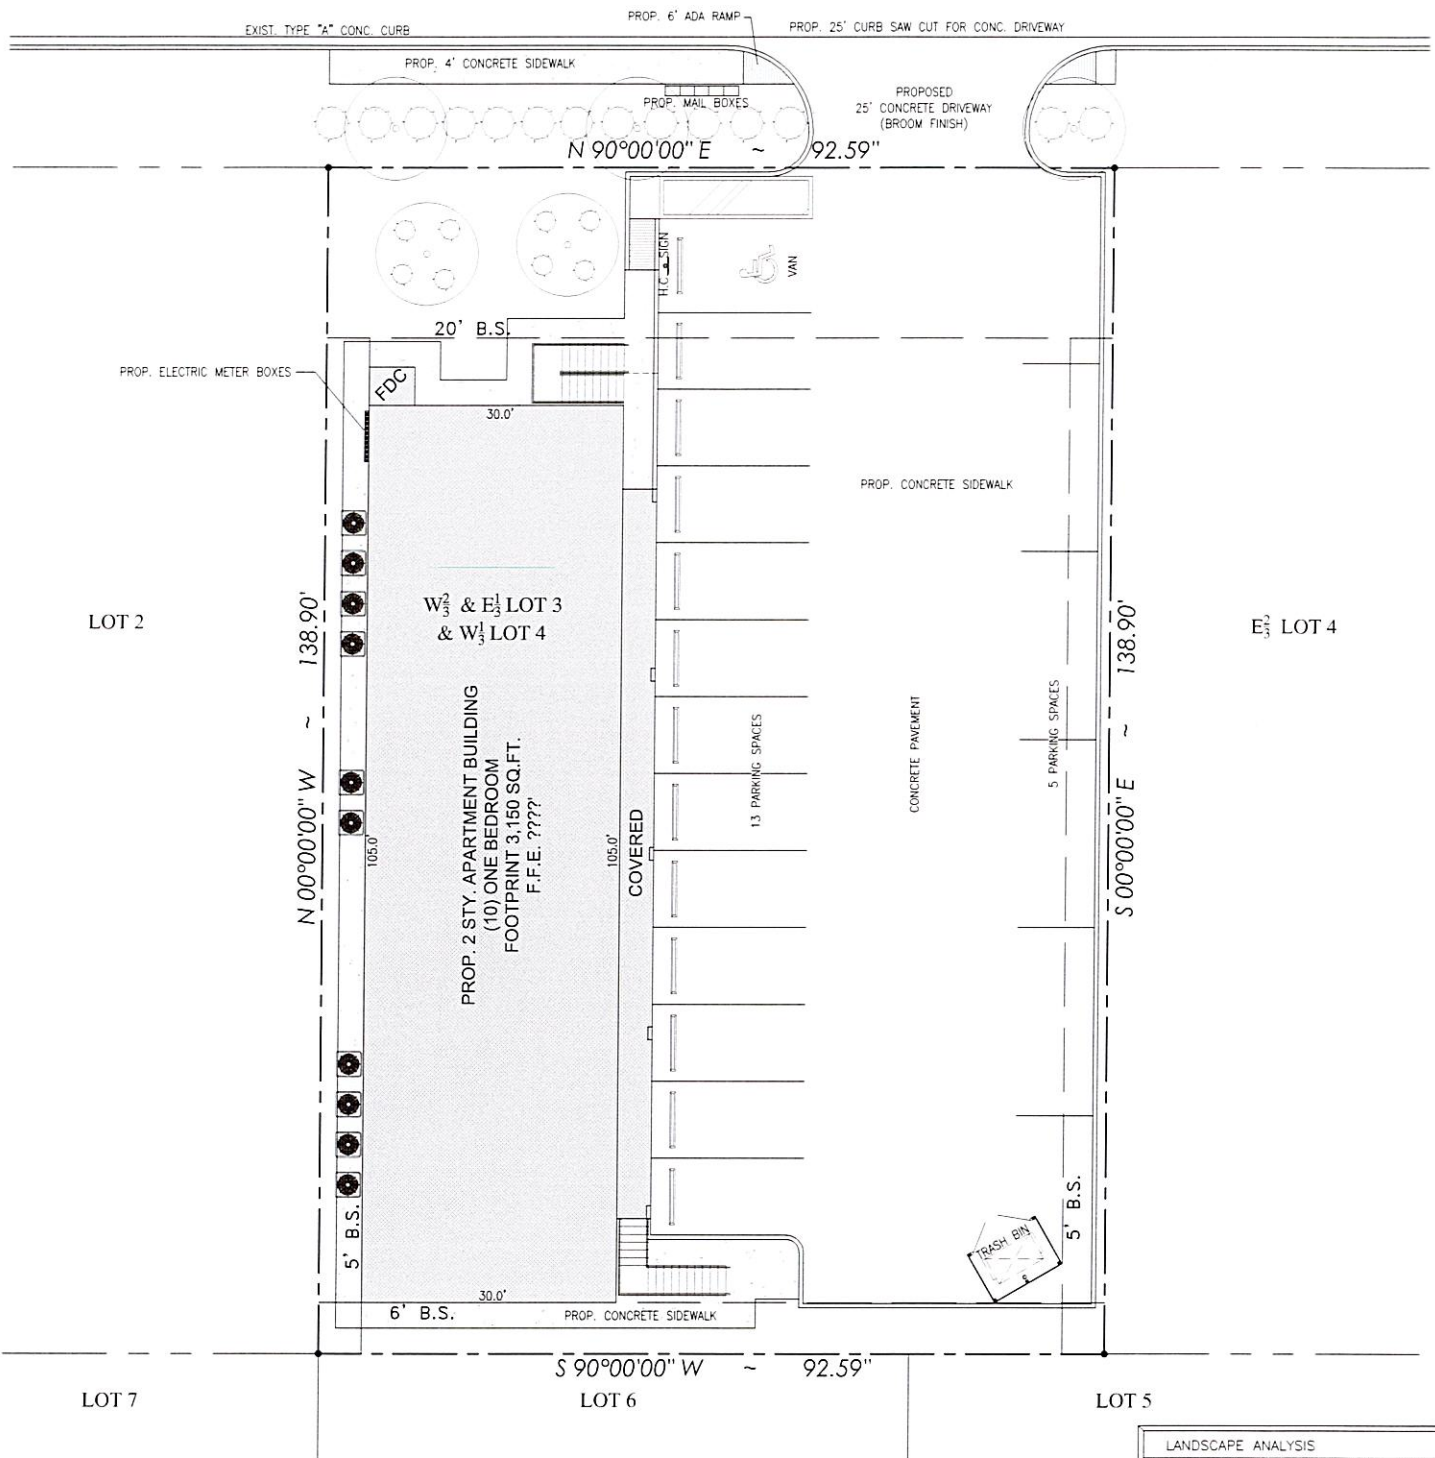 EXIST. TYPE "A" CONC. CURB
PROP. 6' ADA RAMP
PROP. 25' CURB SAW CUT FOR CONC. DRIVEWAY
PROP. 4' CONCRETE SIDEWALK
PROP. MAIL BOXES
PROPOSED
25' CONCRETE DRIVEWAY
(BROOM FINISH)
N 90°00'00" E ~ 92.59"
H.C. SIGN
VAN
20' B.S.
PROP. ELECTRIC METER BOXES
FDC
30.0'
PROP. CONCRETE SIDEWALK
LOT 2
N 00°00'00" W ~ 138.90'
W2/3 & E1/3 LOT 3
& W1/3 LOT 4
PROP. 2 STY. APARTMENT BUILDING
(10) ONE BEDROOM
FOOTPRINT 3,150 SQ.FT.
F.F.E. ????'
105.0'
105.0'
COVERED
13 PARKING SPACES
CONCRETE PAVEMENT
5 PARKING SPACES
S 00°00'00" E ~ 138.90'
E2/3 LOT 4
5' B.S.
TRASH BIN
5' B.S.
30.0'
6' B.S.
PROP. CONCRETE SIDEWALK
S 90°00'00" W ~ 92.59"
LOT 7
LOT 6
LOT 5
LANDSCAPE ANALYSIS